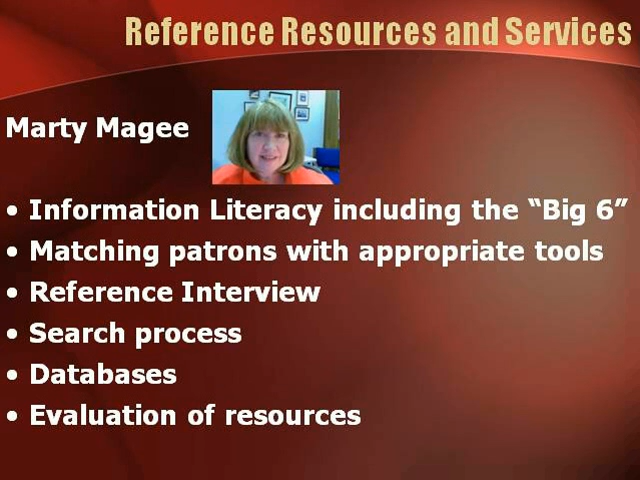 Reference Resources and Services
Marty Magee
• Information Literacy including the “Big 6”
• Matching patrons with appropriate tools
• Reference Interview
• Search process
• Databases
• Evaluation of resources